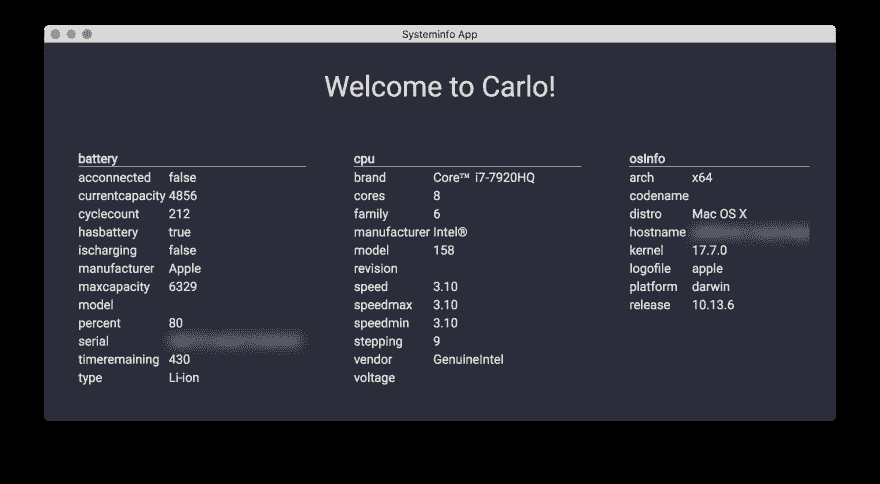 Systeminfo App
Welcome to Carlo!
battery
acconnected false
currentcapacity 4856
cyclecount 212
hasbattery true
ischarging false
manufacturer Apple
maxcapacity 6329
model
percent 80
serial
timeremaining 430
type Li-ion
cpu
brand Core™ i7-7920HQ
cores 8
family 6
manufacturer Intel®
model 158
revision
speed 3.10
speedmax 3.10
speedmin 3.10
stepping 9
vendor GenuineIntel
voltage
osInfo
arch x64
codename
distro Mac OS X
hostname
kernel 17.7.0
logofile apple
platform darwin
release 10.13.6